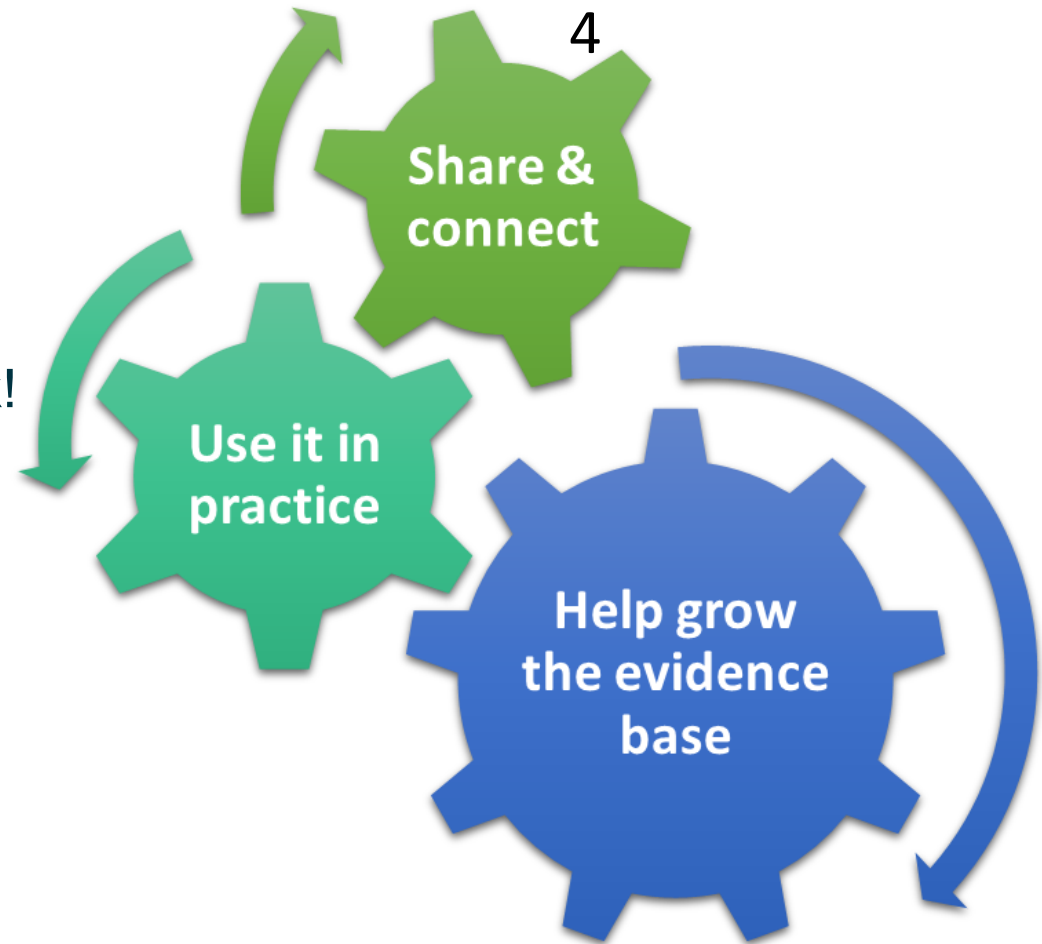 4
Share &
connect
!
Use it in
practice
Help grow
the evidence
base